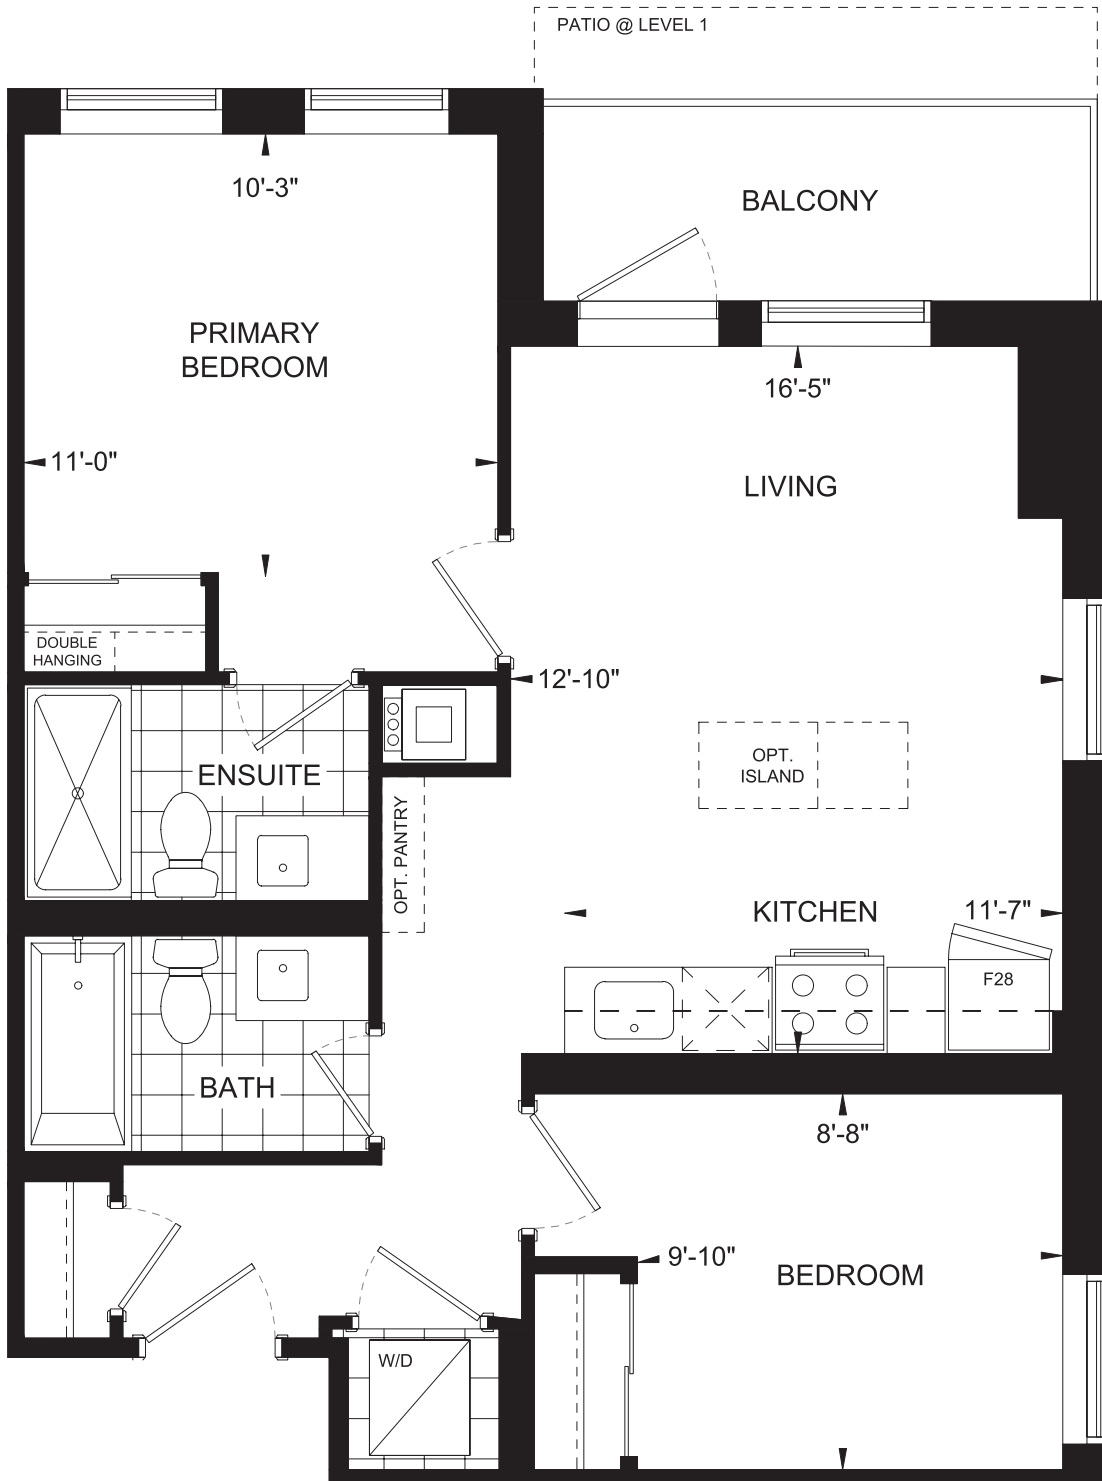 PATIO @ LEVEL 1
10'-3"
BALCONY
PRIMARY
BEDROOM
16'-5"
11'-0"
LIVING
DOUBLE
HANGING
12'-10"
OPT.
ISLAND
ENSUITE
OPT. PANTRY
KITCHEN
11'-7"
F28
BATH
8'-8"
9'-10"
BEDROOM
W/D